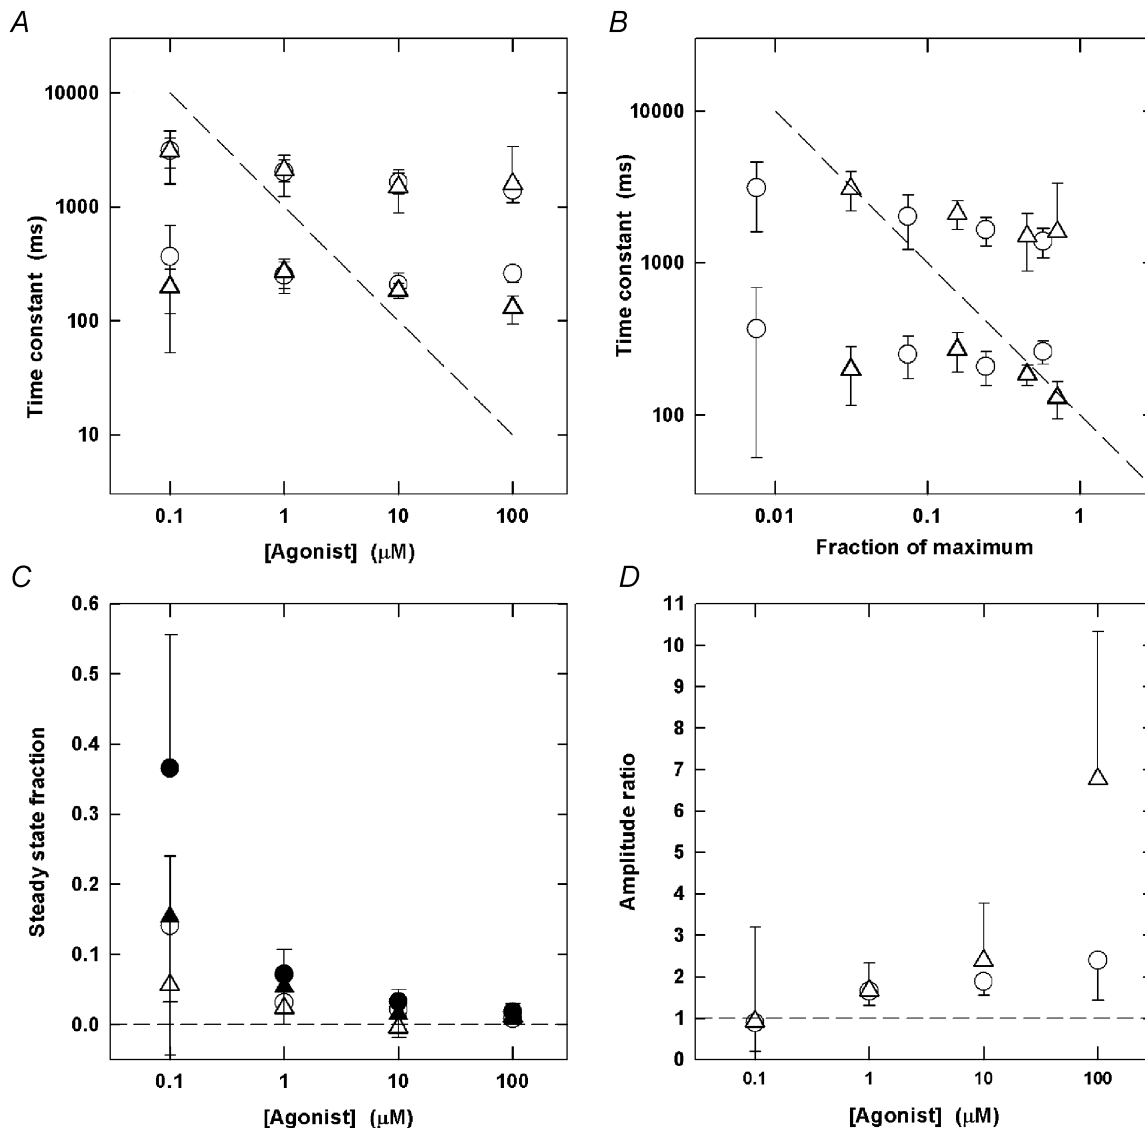 A
10000
1000
100
10
Time constant (ms)
0.1 1 10 100
[Agonist] (μM)
B
10000
1000
100
Time constant (ms)
0.01 0.1 1
Fraction of maximum
C
0.6
0.5
0.4
0.3
0.2
0.1
0.0
Steady state fraction
0.1 1 10 100
[Agonist] (μM)
D
11
10
9
8
7
6
5
4
3
2
1
0
Amplitude ratio
0.1 1 10 100
[Agonist] (μM)